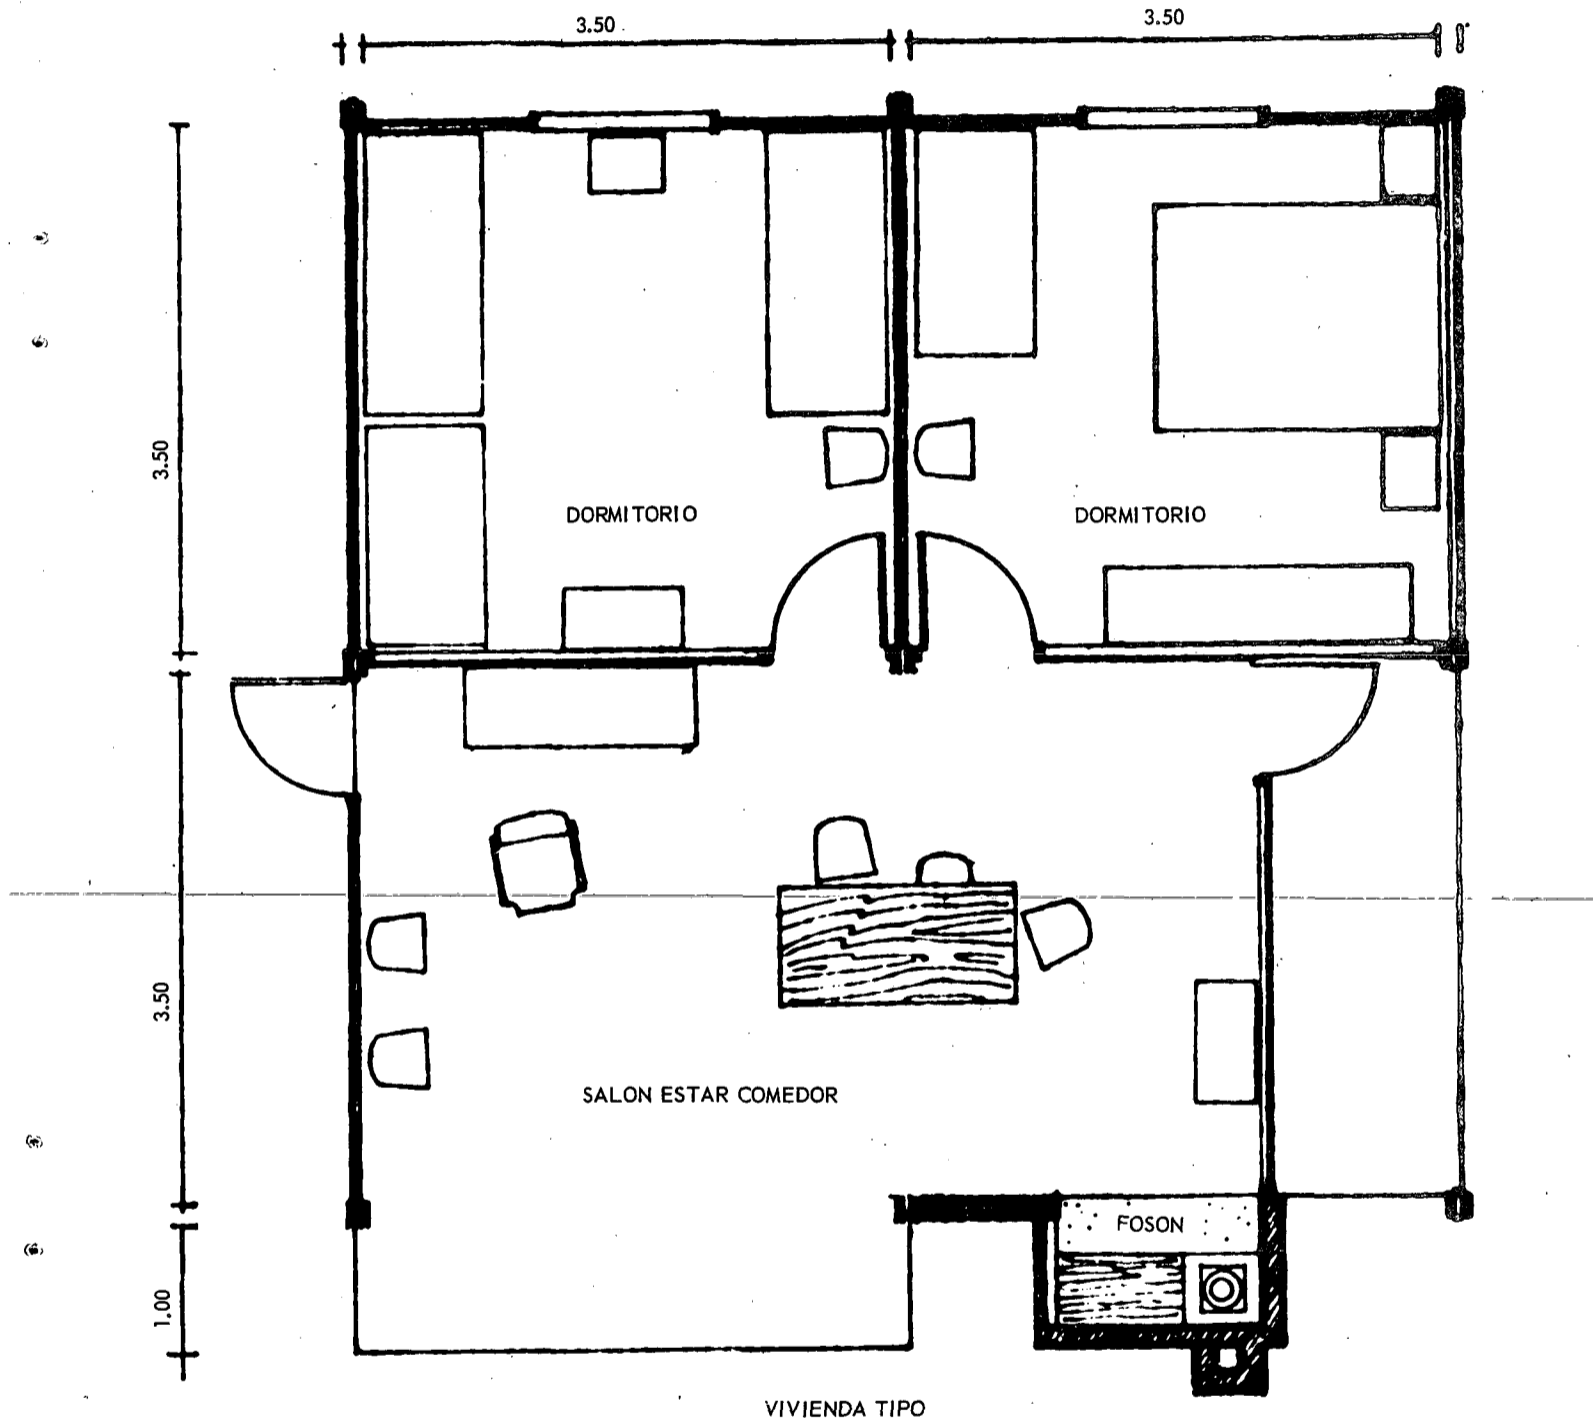 3.50
3.50
3.50
DORMITORIO
DORMITORIO
3.50
SALON ESTAR COMEDOR
FOSON
1.00
VIVIENDA TIPO